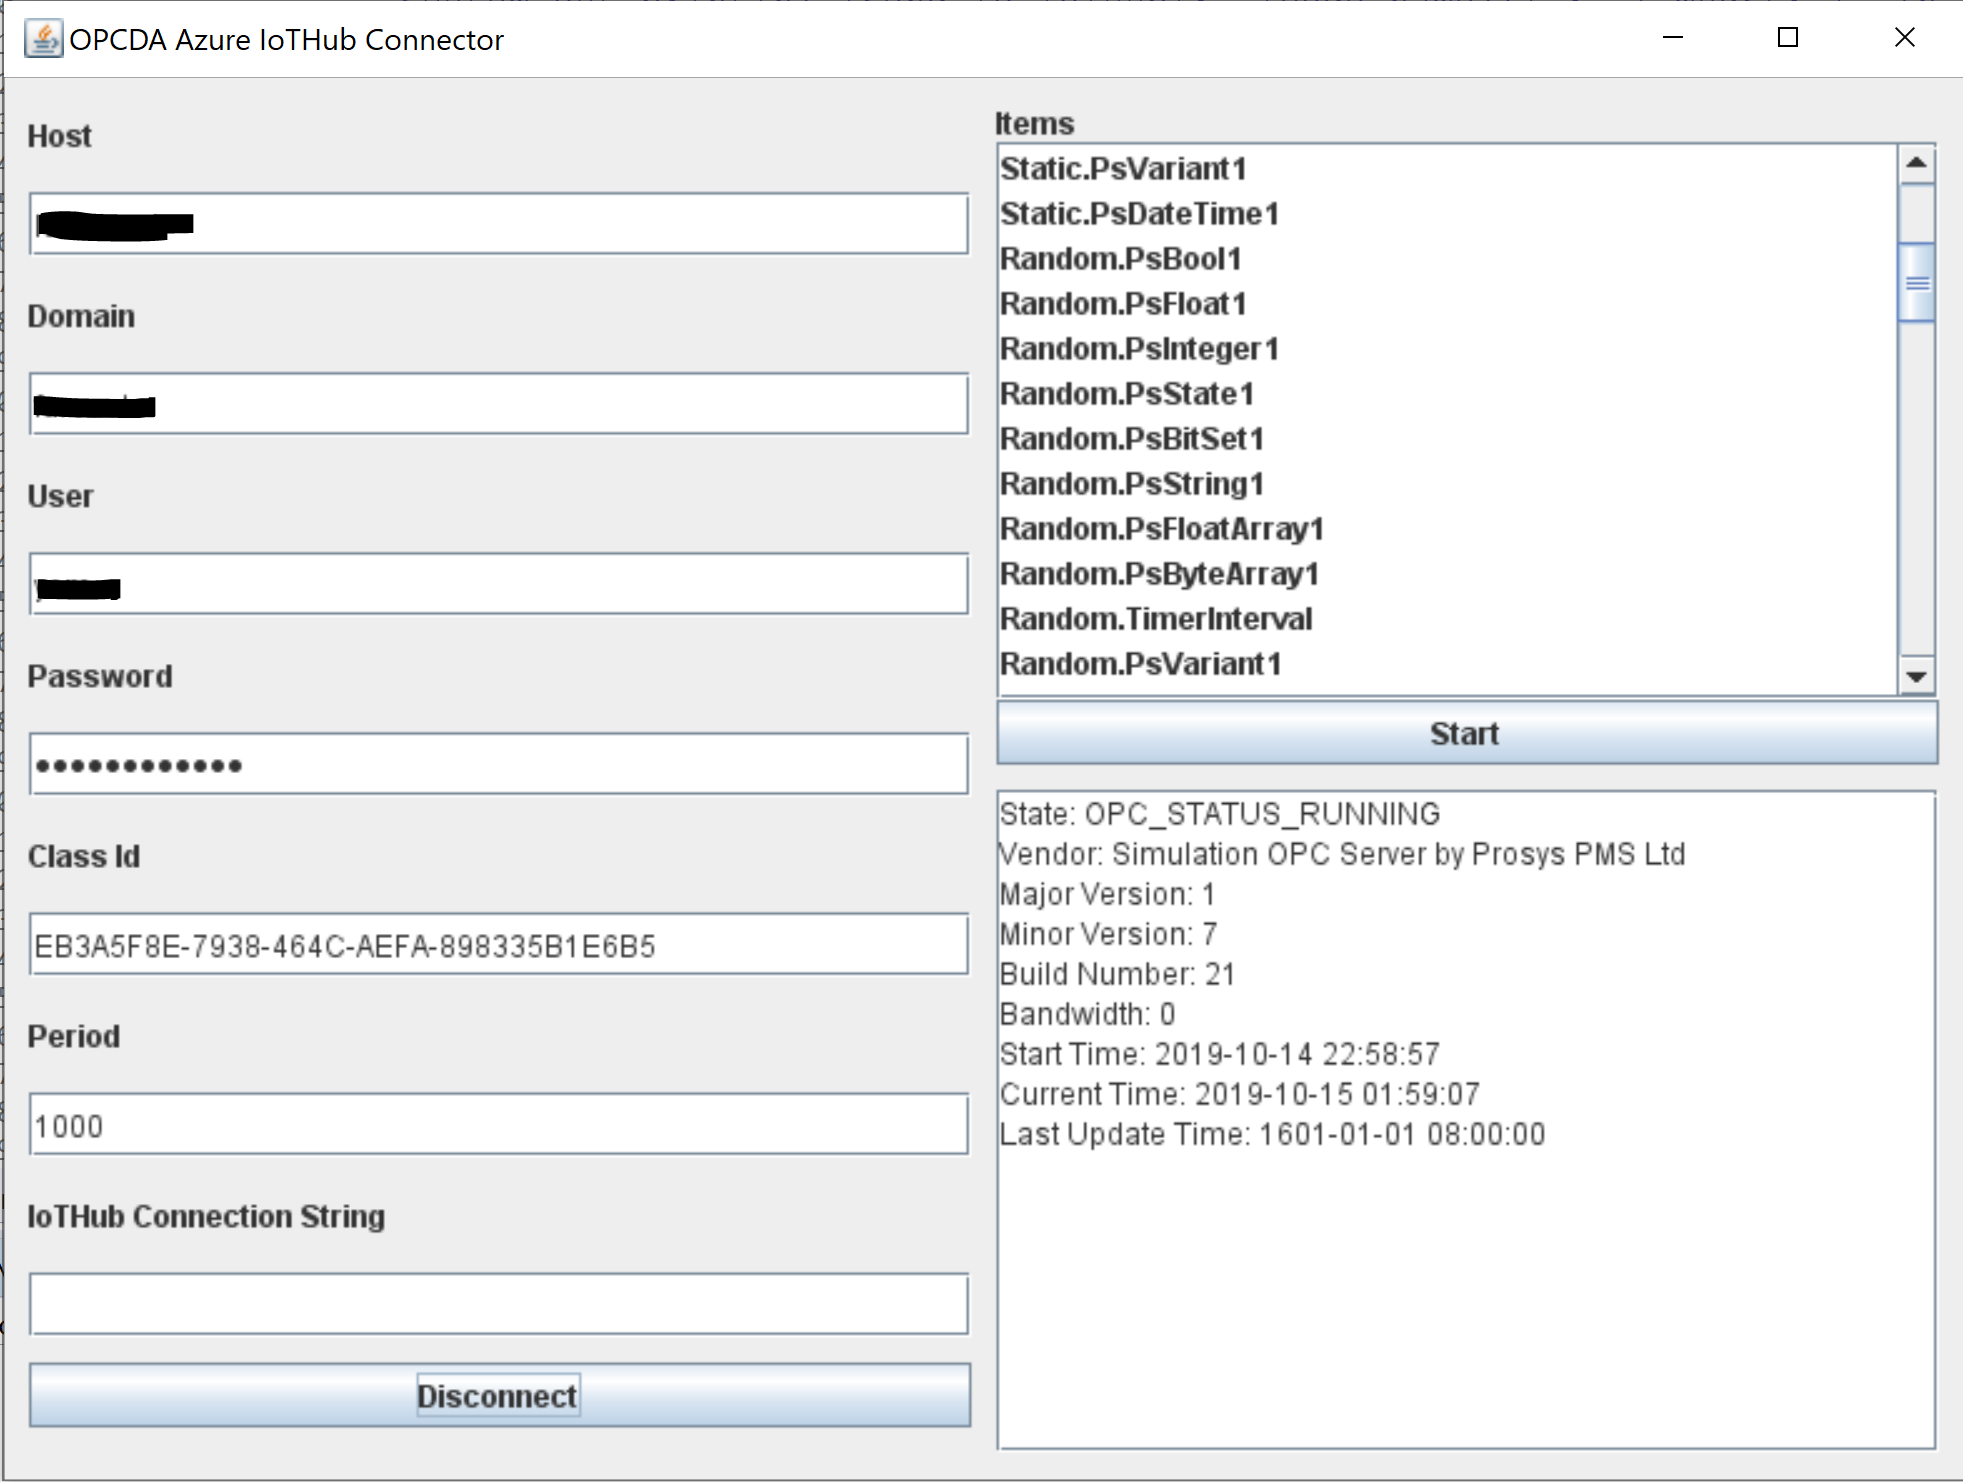 OPCDA Azure IoTHub Connector
Host
Domain
User
Password
••••••••••••
Class Id
EB3A5F8E-7938-464C-AEFA-898335B1E6B5
Period
1000
IoTHub Connection String
Disconnect
Items
Static.PsVariant1
Static.PsDateTime1
Random.PsBool1
Random.PsFloat1
Random.PsInteger1
Random.PsState1
Random.PsBitSet1
Random.PsString1
Random.PsFloatArray1
Random.PsByteArray1
Random.TimerInterval
Random.PsVariant1
Start
State: OPC_STATUS_RUNNING
Vendor: Simulation OPC Server by Prosys PMS Ltd
Major Version: 1
Minor Version: 7
Build Number: 21
Bandwidth: 0
Start Time: 2019-10-14 22:58:57
Current Time: 2019-10-15 01:59:07
Last Update Time: 1601-01-01 08:00:00